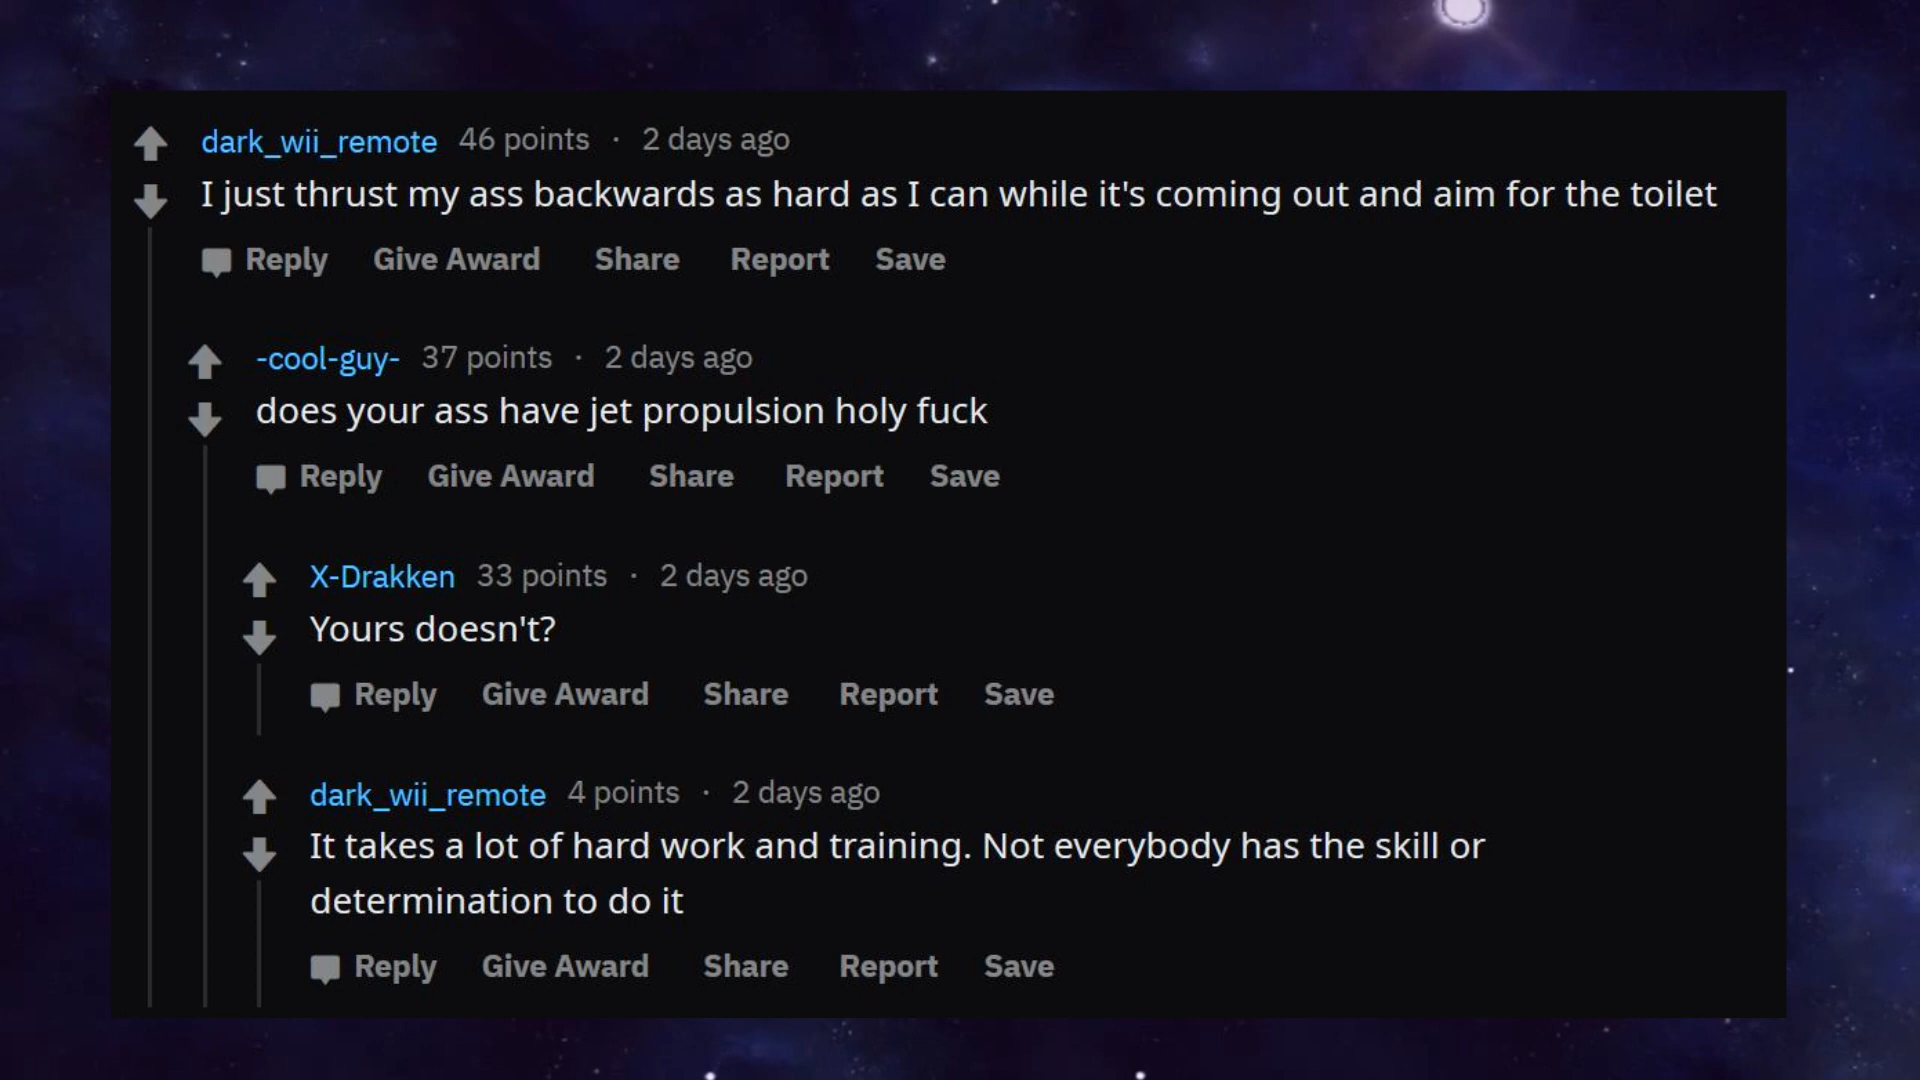 dark_wii_remote 46 points · 2 days ago
I just thrust my ass backwards as hard as I can while it's coming out and aim for the toilet
Reply Give Award Share Report Save
-cool-guy- 37 points · 2 days ago
does your ass have jet propulsion holy fuck
Reply Give Award Share Report Save
X-Drakken 33 points · 2 days ago
Yours doesn't?
Reply Give Award Share Report Save
dark_wii_remote 4 points · 2 days ago
It takes a lot of hard work and training. Not everybody has the skill or
determination to do it
Reply Give Award Share Report Save